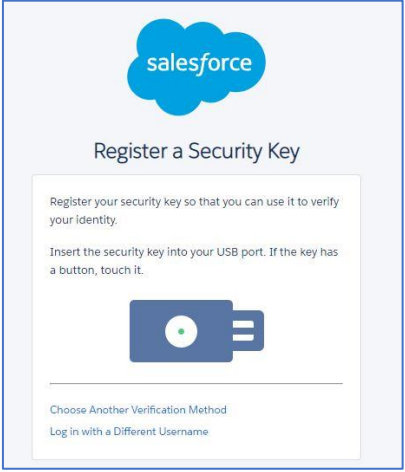 salesforce
Register a Security Key
Register your security key so that you can use it to verify
your identity.
Insert the security key into your USB port. If the key has
a button, touch it.
Choose Another Verification Method
Log in with a Different Username